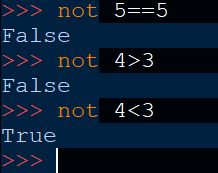 >>> not 5==5
False
>>> not 4>3
False
>>> not 4<3
True
>>>